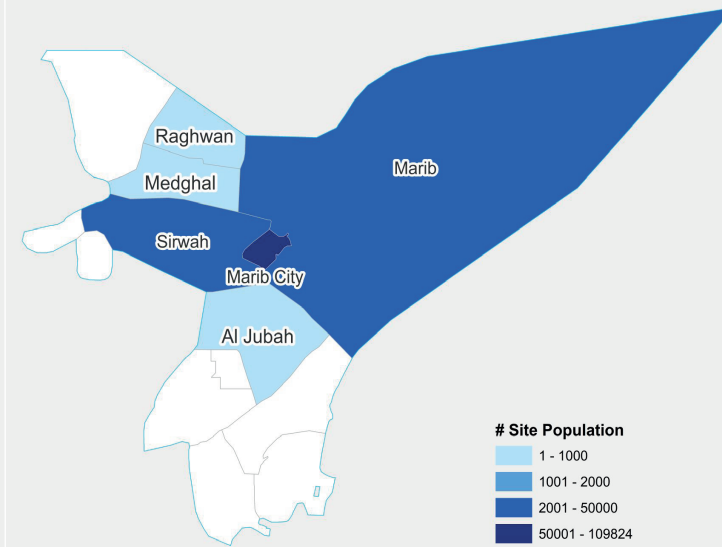 Raghwan
Medghal
Marib
Sirwah
Marib City
Al Jubah
# Site Population
1 - 1000
1001 - 2000
2001 - 50000
50001 - 109824